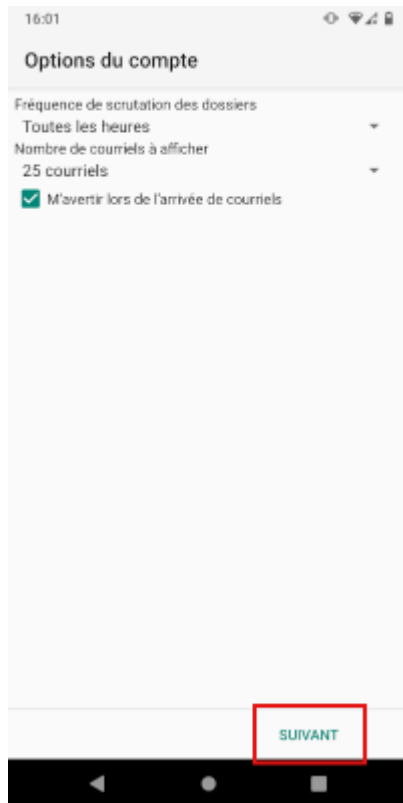 16:01
Options du compte
Fréquence de scrutation des dossiers
Toutes les heures
Nombre de courriels à afficher
25 courriels
M'avertir lors de l'arrivée de courriels
SUIVANT